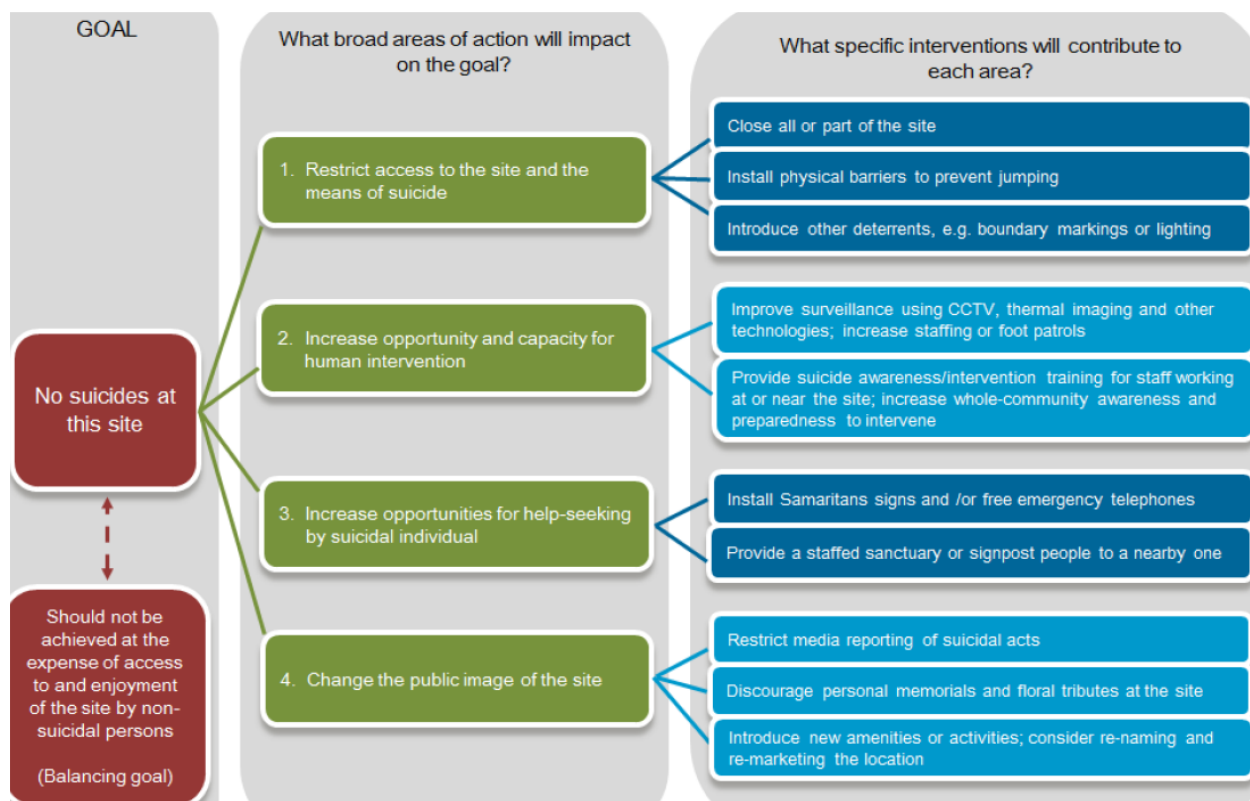 GOAL
No suicides at
this site
Should not be
achieved at the
expense of access
to and enjoyment
of the site by non-
suicidal persons
(Balancing goal)
What broad areas of action will impact
on the goal?
1. Restrict access to the site and the
means of suicide
2. Increase opportunity and capacity for
human intervention
3. Increase opportunities for help-seeking
by suicidal individual
4. Change the public image of the site
What specific interventions will contribute to
each area?
Close all or part of the site
Install physical barriers to prevent jumping
Introduce other deterrents, e.g. boundary markings or lighting
Improve surveillance using CCTV, thermal imaging and other
technologies; increase staffing or foot patrols
Provide suicide awareness/intervention training for staff working
at or near the site; increase whole-community awareness and
preparedness to intervene
Install Samaritans signs and /or free emergency telephones
Provide a staffed sanctuary or signpost people to a nearby one
Restrict media reporting of suicidal acts
Discourage personal memorials and floral tributes at the site
Introduce new amenities or activities; consider re-naming and
re-marketing the location